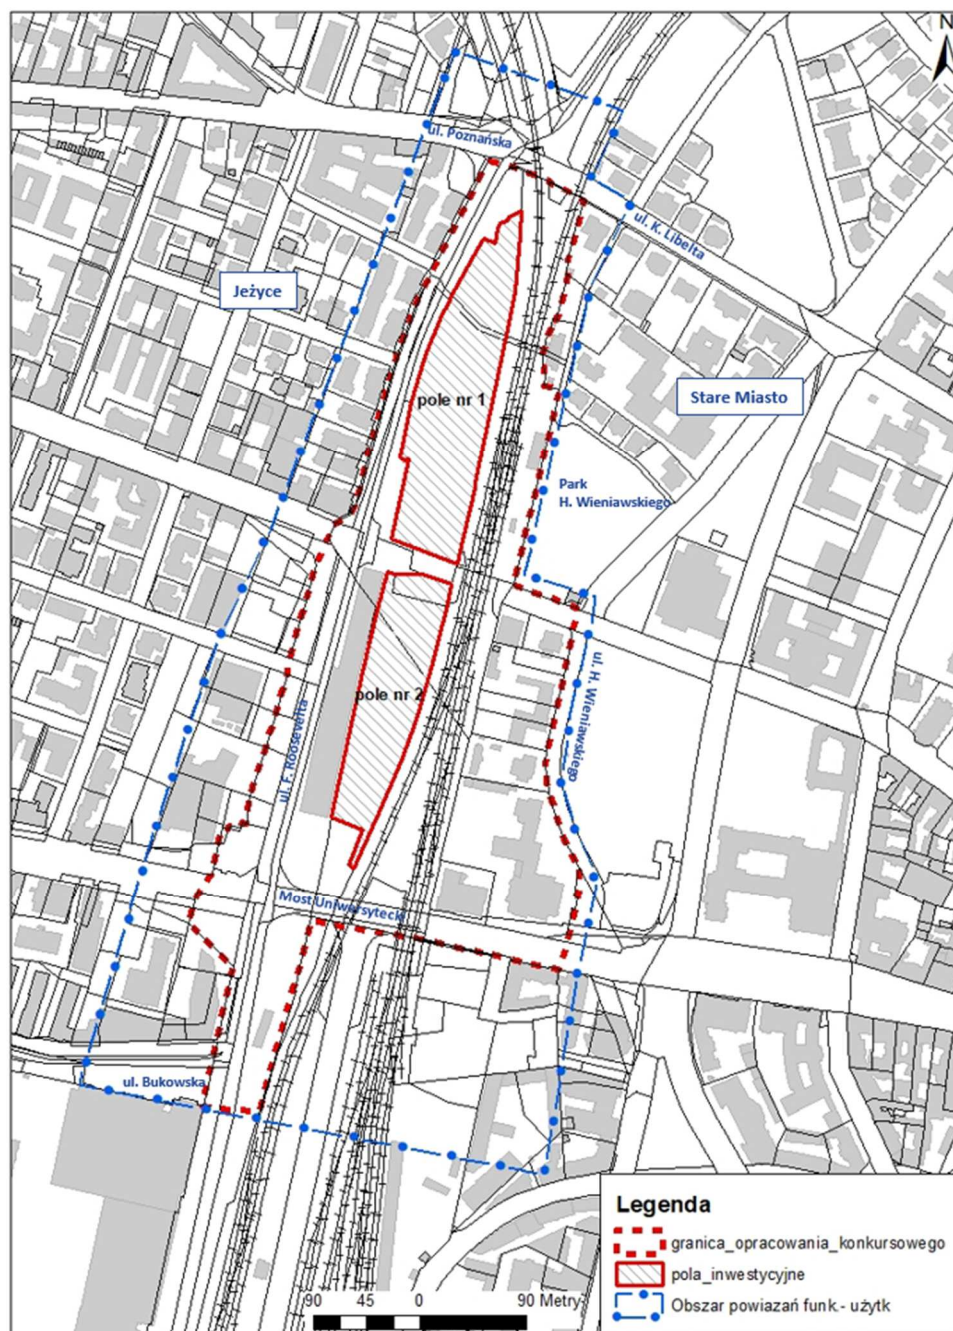 N
ul. Poznańska
ul. K. Libelta
Jeżyce
Stare Miasto
pole nr 1
Park
H. Wieniawskiego
ul. H. Wieniawskiego
pole nr 2
ul. F. Roosevelta
Most Uniwersytecki
ul. Bukowska
Legenda
granica_opracowania_konkursowego
pola_inwestycyjne
Obszar powiazań funk.- użytk
90 45 0 90 Metry